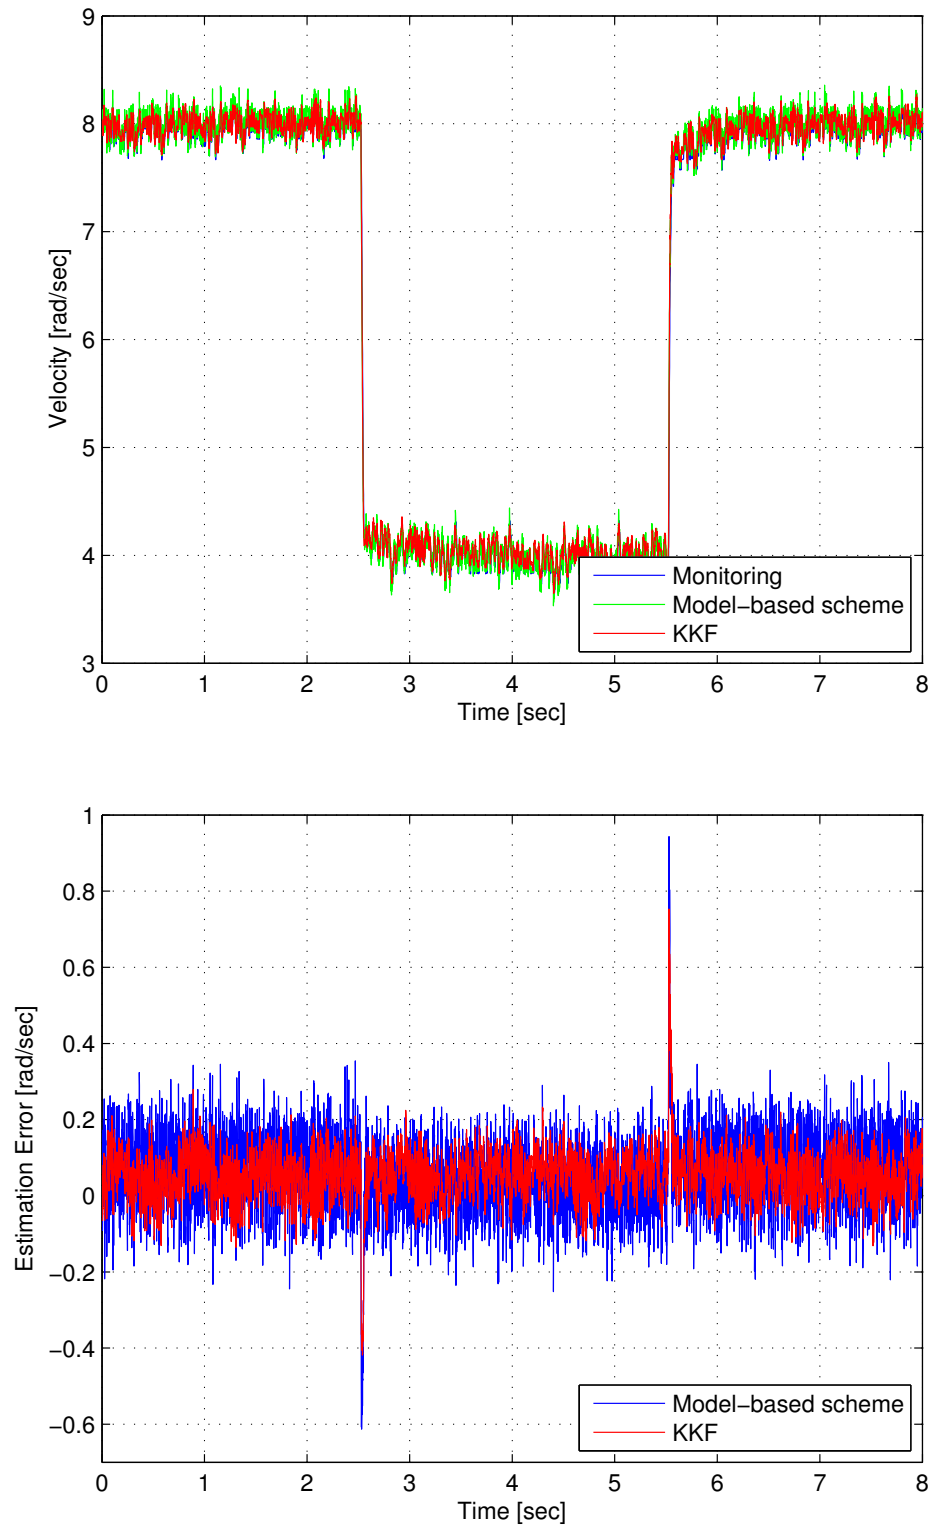 9
8
7
6
5
4
3
Velocity [rad/sec]
Monitoring
Model−based scheme
KKF
0 1 2 3 4 5 6 7 8
Time [sec]
1
0.8
0.6
0.4
0.2
0
−0.2
−0.4
−0.6
Estimation Error [rad/sec]
Model−based scheme
KKF
0 1 2 3 4 5 6 7 8
Time [sec]